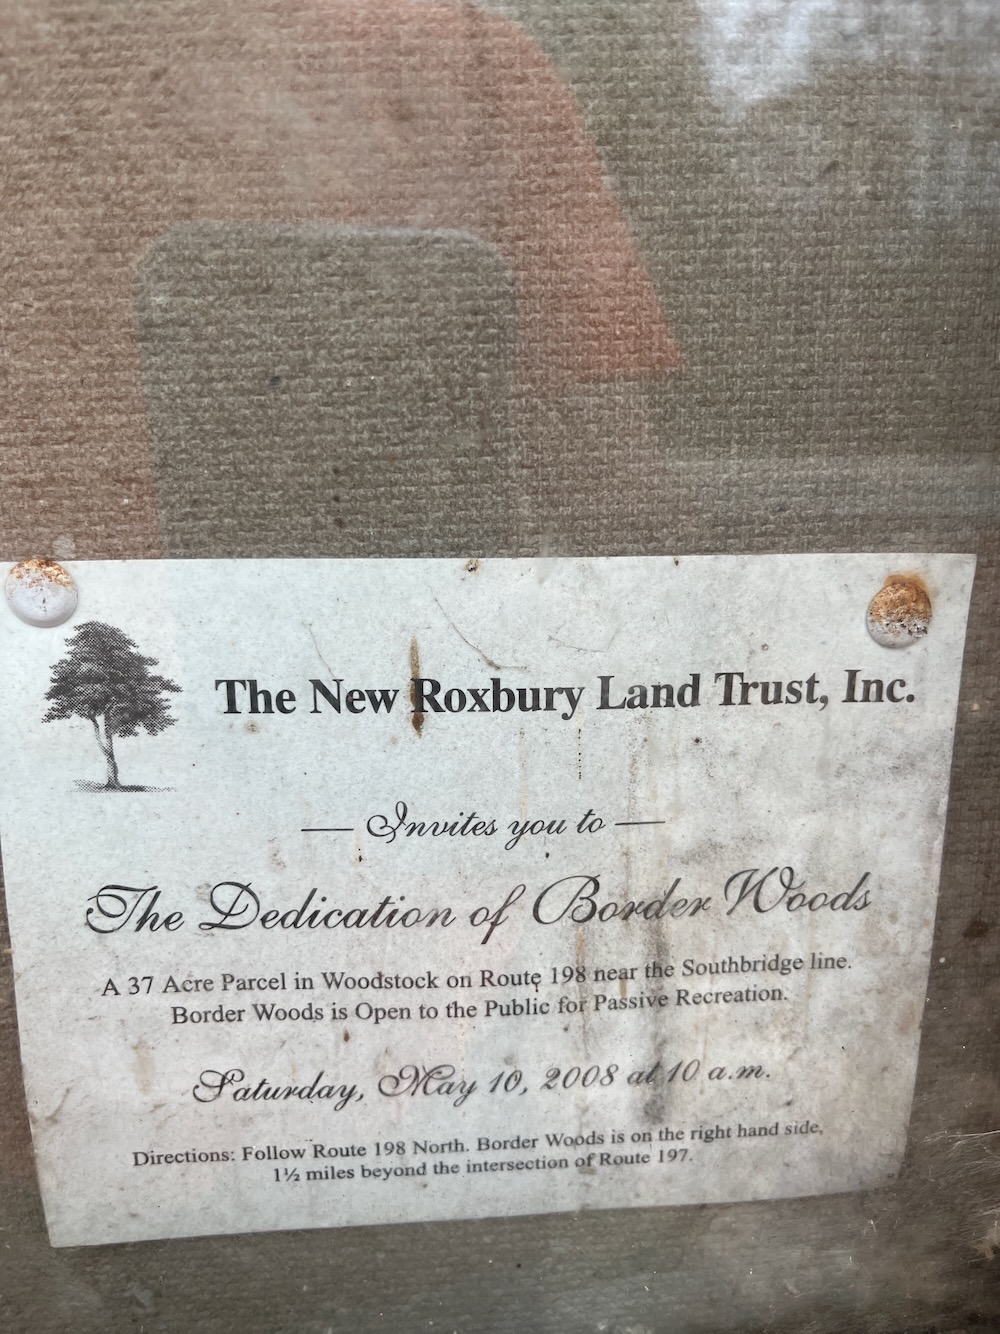 The New Roxbury Land Trust, Inc.
— Invites you to —
The Dedication of Border Woods
A 37 Acre Parcel in Woodstock on Route 198 near the Southbridge line.
Border Woods is Open to the Public for Passive Recreation.
Saturday, May 10, 2008 at 10 a.m.
Directions: Follow Route 198 North. Border Woods is on the right hand side,
1½ miles beyond the intersection of Route 197.